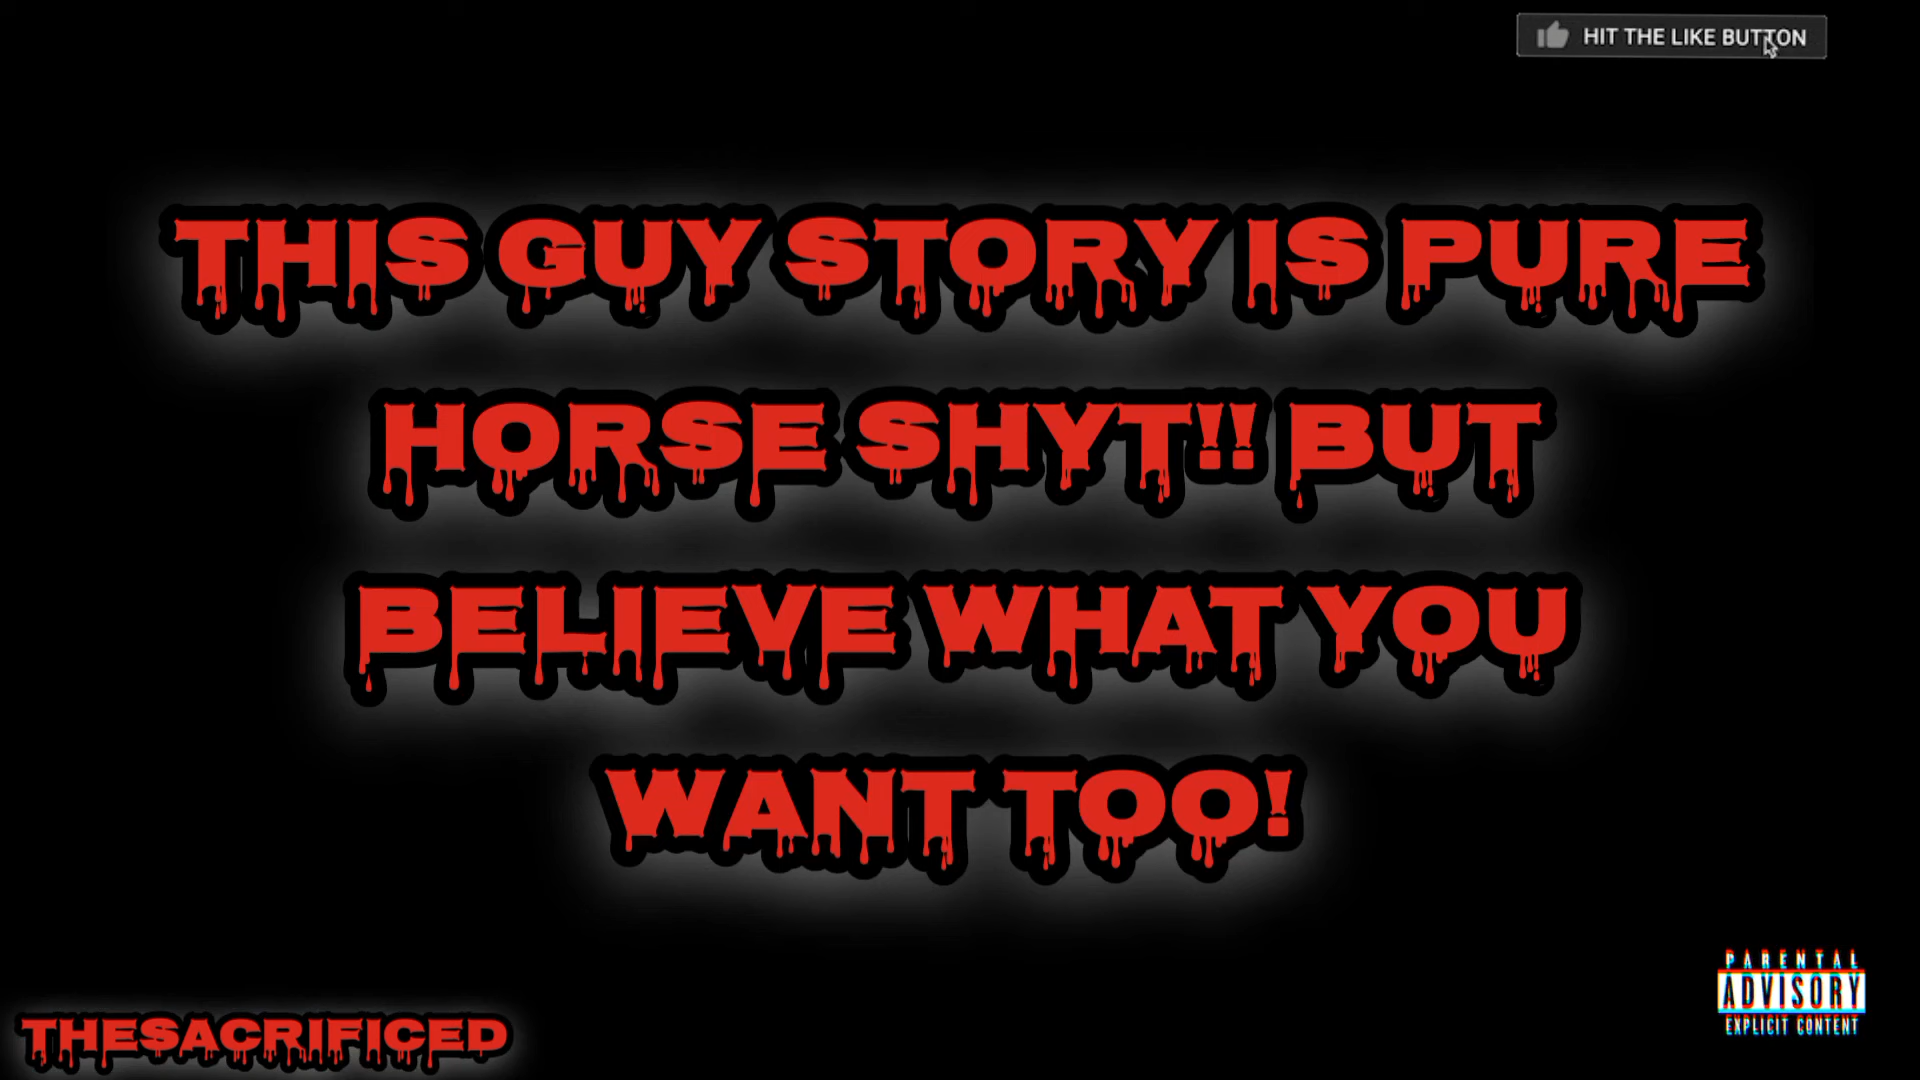 HIT THE LIKE BUTTON
THIS GUY STORY IS PURE
HORSE SHYT!! BUT
BELIEVE WHAT YOU
WANT TOO!
PARENTAL
ADVISORY
EXPLICIT CONTENT
THESACRIFICED